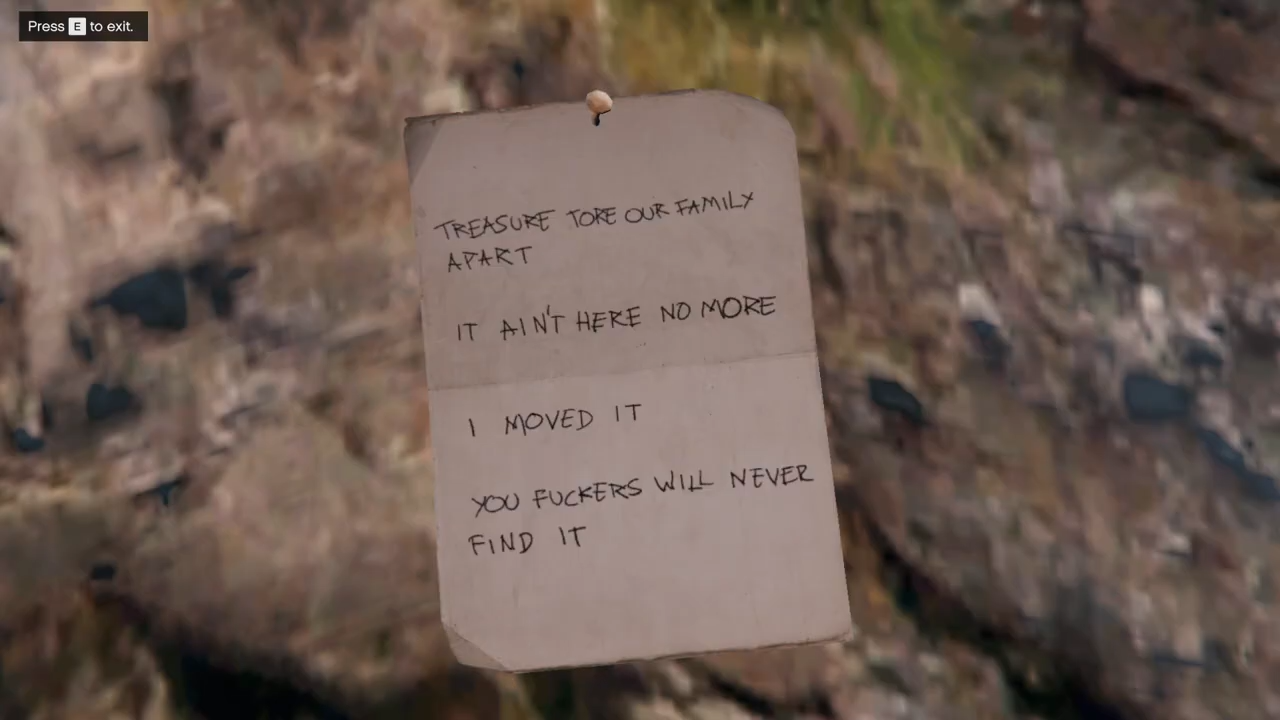 Press E to exit.
TREASURE TORE OUR FAMILY
APART
IT AIN'T HERE NO MORE
I MOVED IT
YOU FUCKERS WILL NEVER
FIND IT